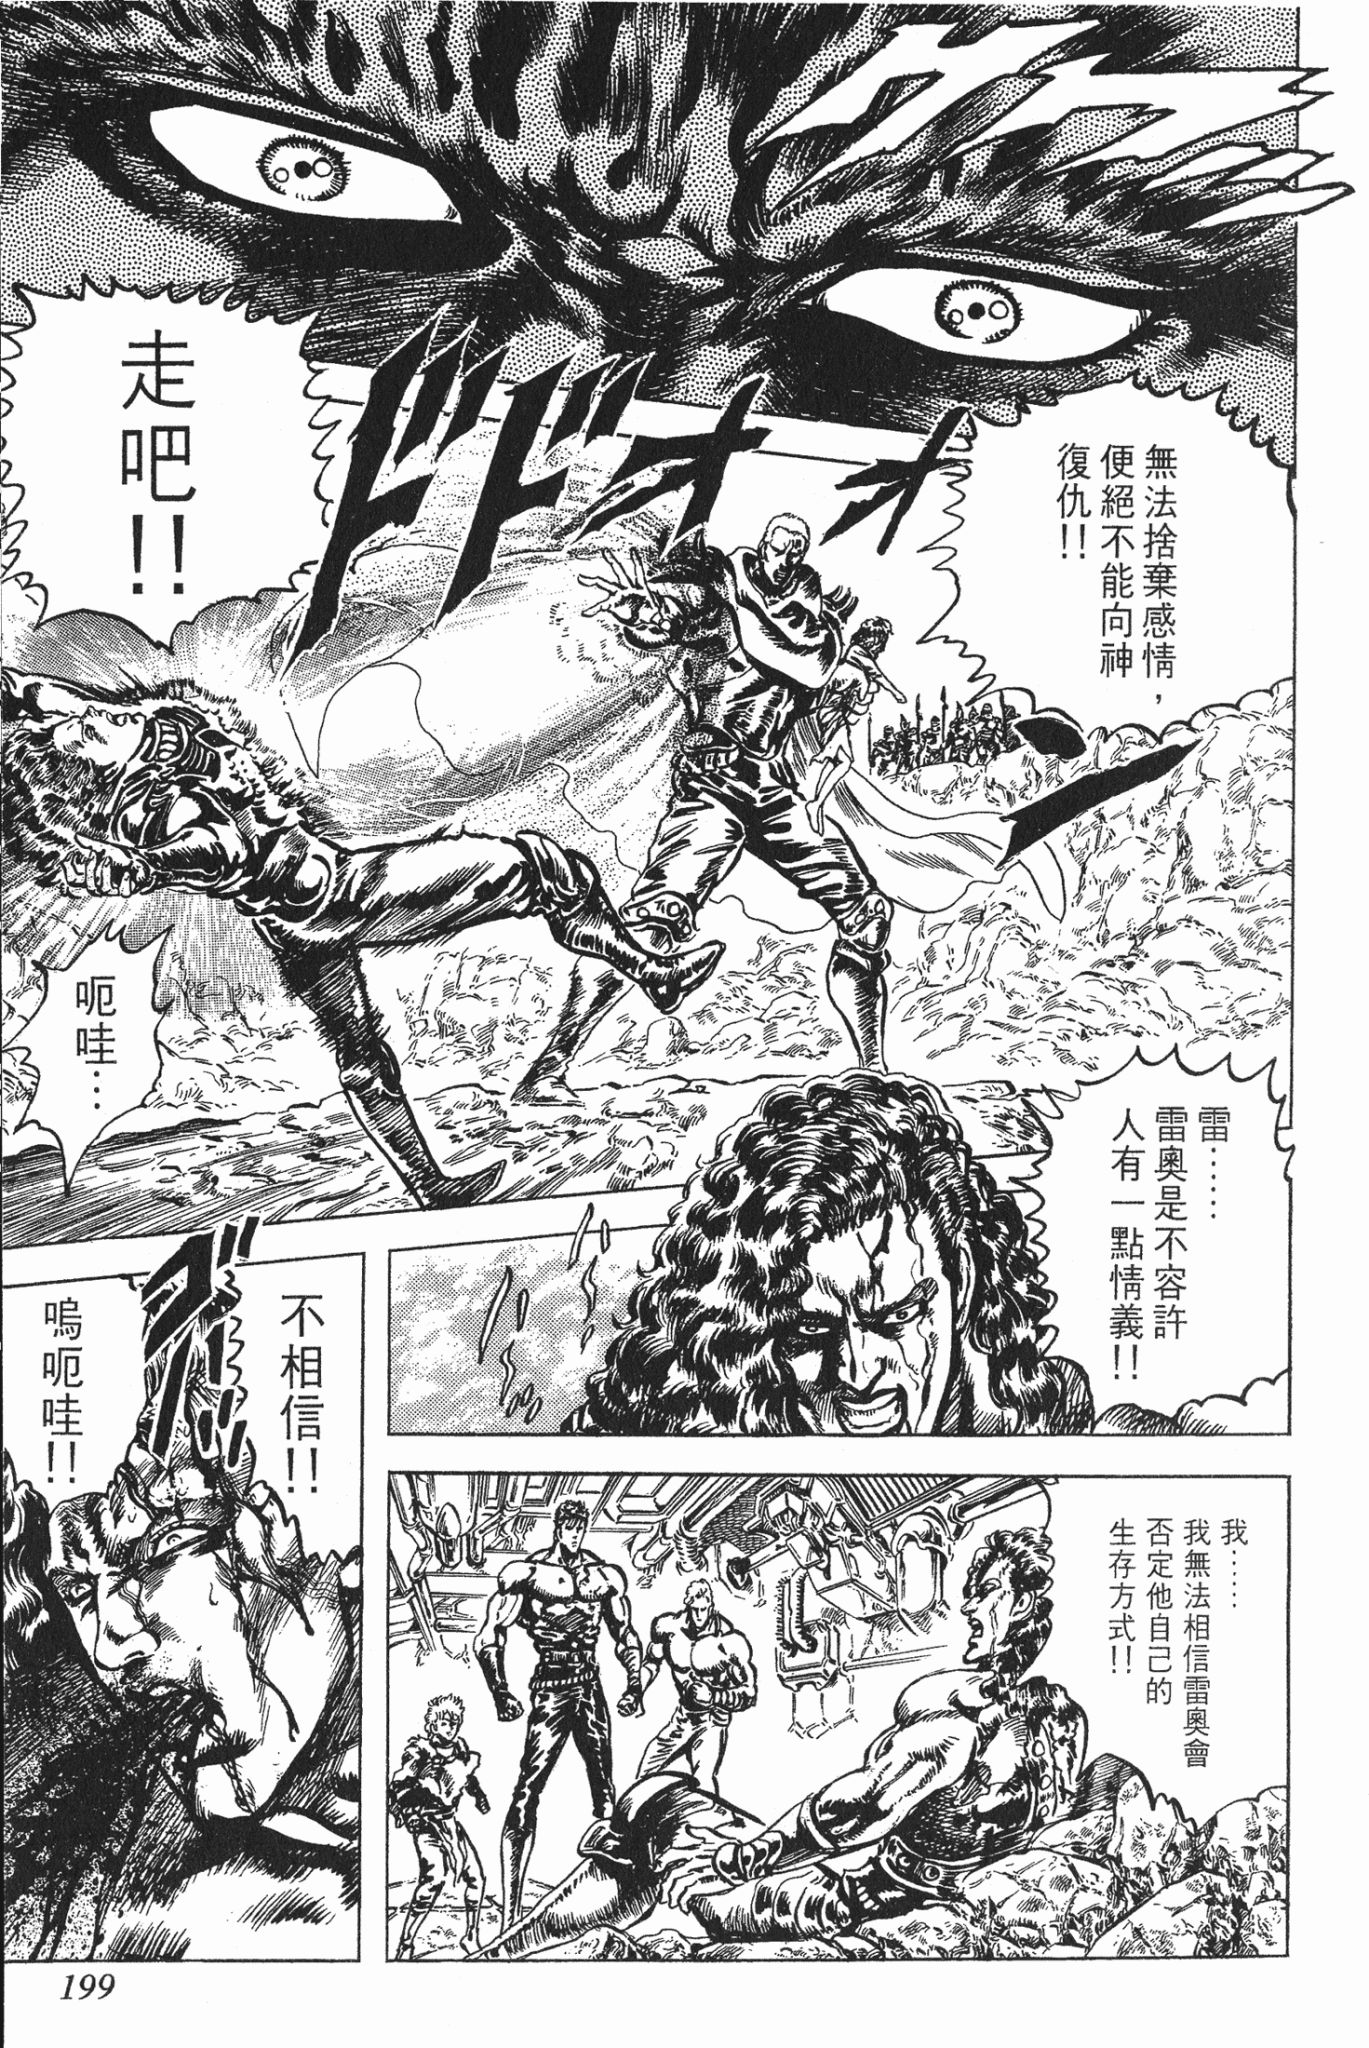 グワッ
無法捨棄感情，
便絕不能向神
復仇!!
ドドオオ
走吧!!
呃哇…
雷……
雷奧是不容許
人有一點情義!!
我……
我無法相信雷奧會
否定他自己的
生存方式!!
不相信!!
嗚呃哇!!
199